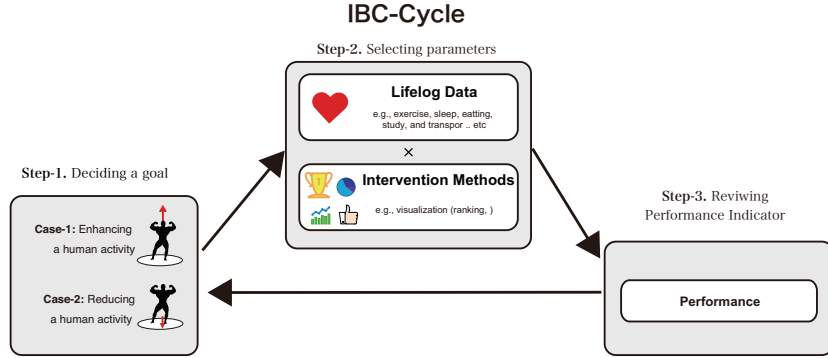 IBC-Cycle
Step-2. Selecting parameters
Lifelog Data
e.g., exercise, sleep, eatting,
study, and transpor .. etc
×
Intervention Methods
e.g., visualization (ranking, )
1
Step-1. Deciding a goal
Case-1: Enhancing
a human activity
Case-2: Reducing
a human activity
Step-3. Reviwing
Performance Indicator
Performance